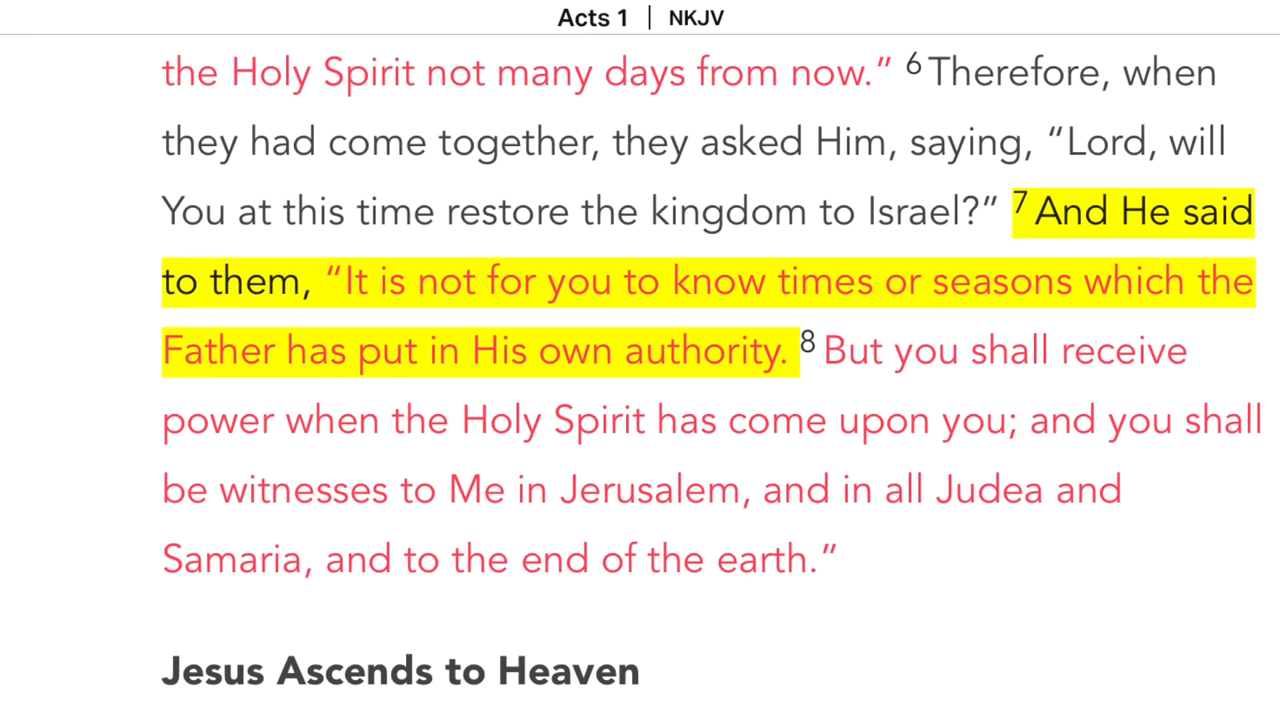 Acts 1 | NKJV
the Holy Spirit not many days from now.” 6 Therefore, when
they had come together, they asked Him, saying, “Lord, will
You at this time restore the kingdom to Israel?” 7 And He said
to them, “It is not for you to know times or seasons which the
Father has put in His own authority. 8 But you shall receive
power when the Holy Spirit has come upon you; and you shall
be witnesses to Me in Jerusalem, and in all Judea and
Samaria, and to the end of the earth.”
Jesus Ascends to Heaven